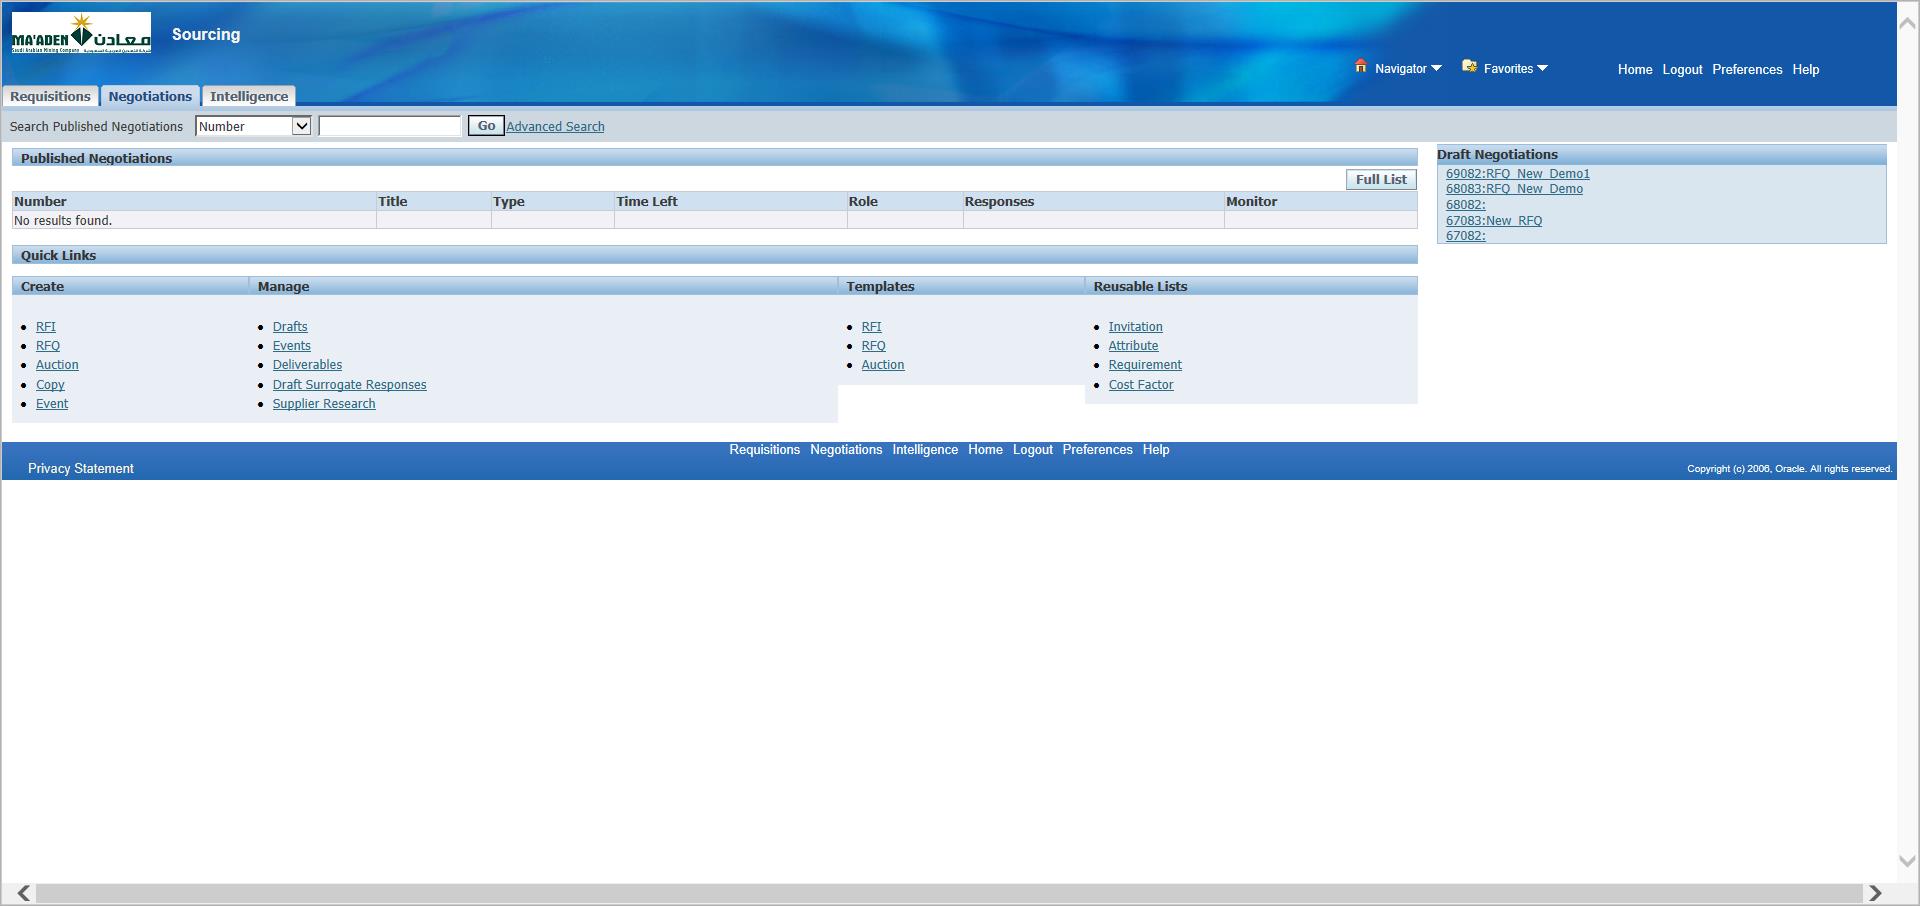 MA'ADEN معادن
Saudi Arabian Mining Company
Sourcing
Navigator
Favorites
Home Logout Preferences Help
Requisitions Negotiations Intelligence
Search Published Negotiations Number Go Advanced Search
Published Negotiations
Full List
Number Title Type Time Left Role Responses Monitor
No results found.
Draft Negotiations
69082:RFQ_New_Demo1
68083:RFQ_New_Demo
68082:
67083:New_RFQ
67082:
Quick Links
Create
RFI
RFQ
Auction
Copy
Event
Manage
Drafts
Events
Deliverables
Draft Surrogate Responses
Supplier Research
Templates
RFI
RFQ
Auction
Reusable Lists
Invitation
Attribute
Requirement
Cost Factor
Requisitions Negotiations Intelligence Home Logout Preferences Help
Privacy Statement
Copyright (c) 2006, Oracle. All rights reserved.